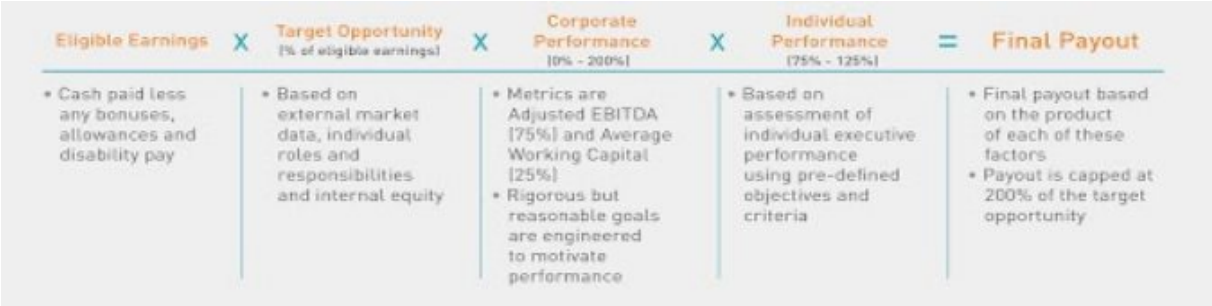 Eligible Earnings X Target Opportunity (% of eligible earnings) X Corporate Performance (0% - 200%) X Individual Performance (75% - 125%) = Final Payout
• Cash paid less
any bonuses,
allowances and
disability pay
• Based on
external market
data, individual
roles and
responsibilities
and internal equity
• Metrics are
Adjusted EBITDA
(75%) and Average
Working Capital
(25%)
• Rigorous but
reasonable goals
are engineered
to motivate
performance
• Based on
assessment of
individual executive
performance
using pre-defined
objectives and
criteria
• Final payout based
on the product
of each of these
factors
• Payout is capped at
200% of the target
opportunity